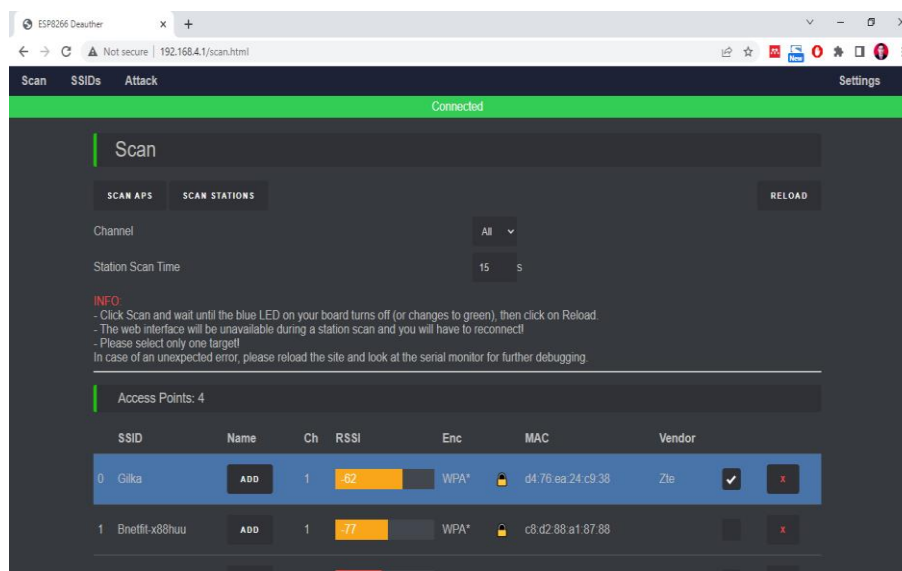 ESP8266 Deauther
Not secure | 192.168.4.1/scan.html
New
Scan SSIDs Attack Settings
Connected
Scan
SCAN APS SCAN STATIONS RELOAD
Channel All
Station Scan Time 15 s
INFO:
- Click Scan and wait until the blue LED on your board turns off (or changes to green), then click on Reload.
- The web interface will be unavailable during a station scan and you will have to reconnect!
- Please select only one target!
In case of an unexpected error, please reload the site and look at the serial monitor for further debugging.
Access Points: 4
SSID Name Ch RSSI Enc MAC Vendor
0 Gilka ADD 1 -62 WPA* d4:76:ea:24:c9:38 Zte X
1 Bnetfit-x88huu ADD 1 -77 WPA* c8:d2:88:a1:87:88 X